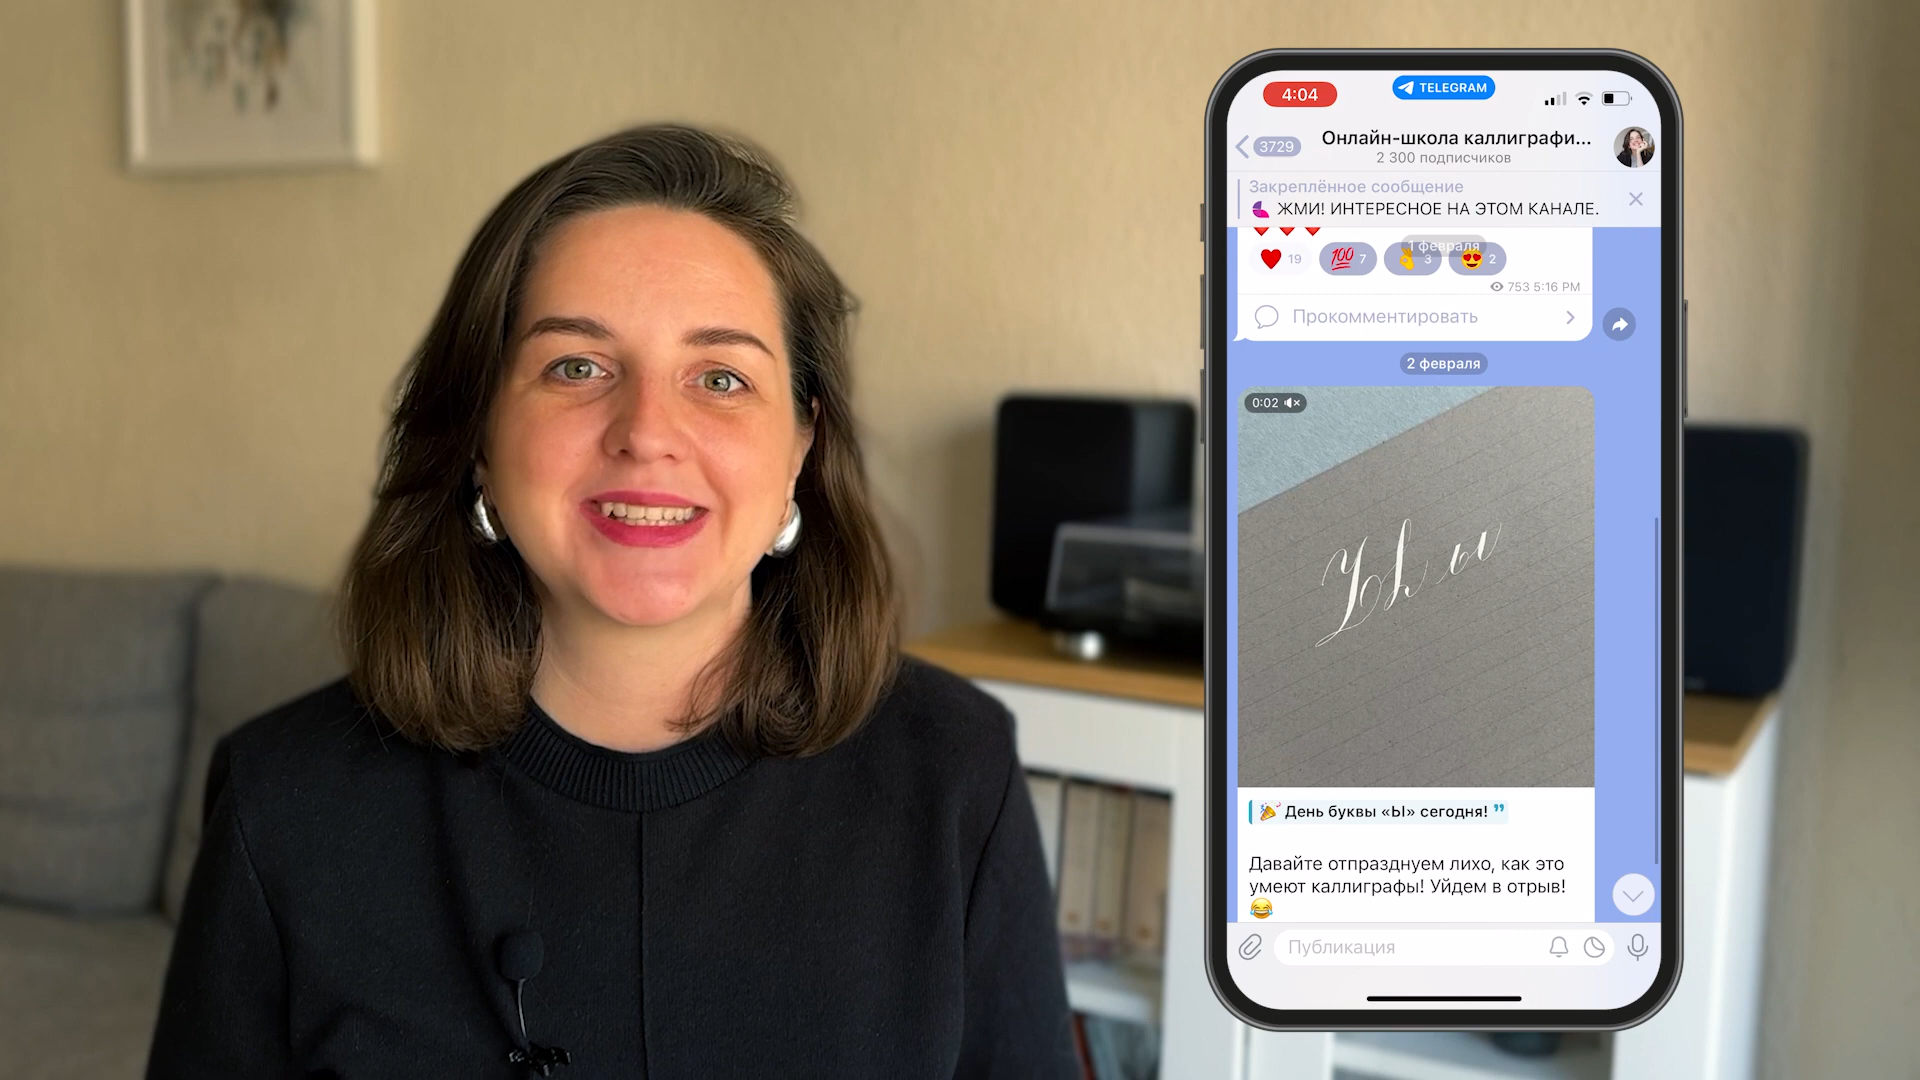 4:04
TELEGRAM
3729
Онлайн-школа каллиграфи...
2 300 подписчиков
Закреплённое сообщение
ЖМИ! ИНТЕРЕСНОЕ НА ЭТОМ КАНАЛЕ.
1 февраля
❤️ 19 💯 7 👌 3 😍 2
753 5:16 PM
Прокомментировать
2 февраля
0:02
Ы ы
🎉 День буквы «Ы» сегодня! ”
Давайте отпразднуем лихо, как это
умеют каллиграфы! Уйдем в отрыв!
😂
Публикация